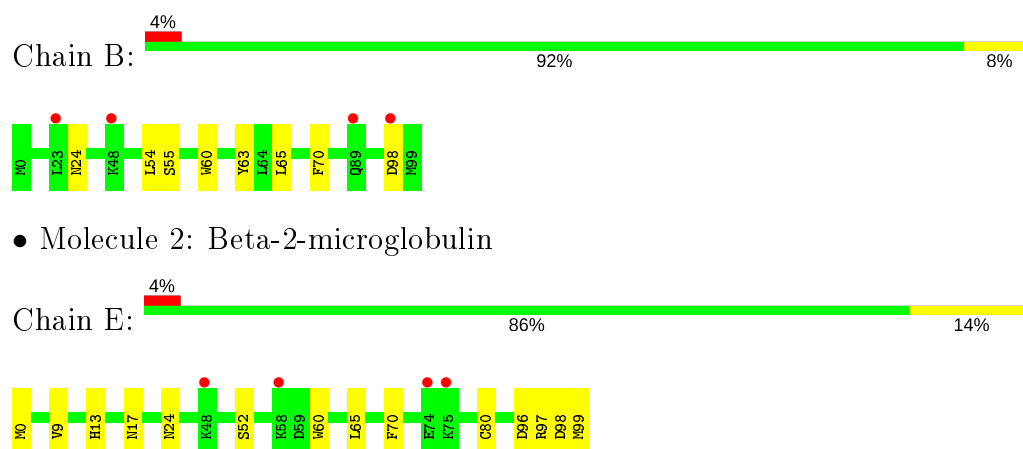 4%
Chain B:
92% 8%
M0 L23 N24 K48 L54 S55 W60 Y63 L64 L65 F70 Q89 D98 M99
• Molecule 2: Beta-2-microglobulin
4%
Chain E:
86% 14%
M0 V9 H13 N17 N24 K48 S52 K58 D59 W60 L65 F70 E74 K75 C80 D96 R97 D98 M99